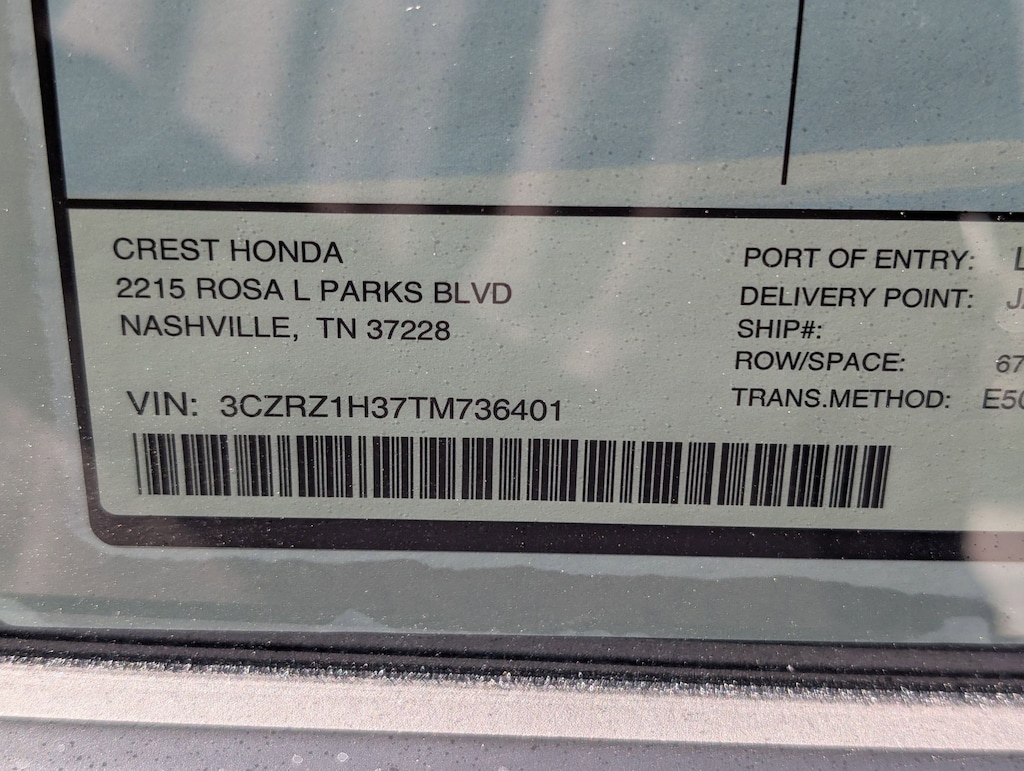 CREST HONDA
2215 ROSA L PARKS BLVD
NASHVILLE, TN 37228
VIN: 3CZRZ1H37TM736401
PORT OF ENTRY:
DELIVERY POINT:
SHIP#:
ROW/SPACE: 67
TRANS.METHOD: